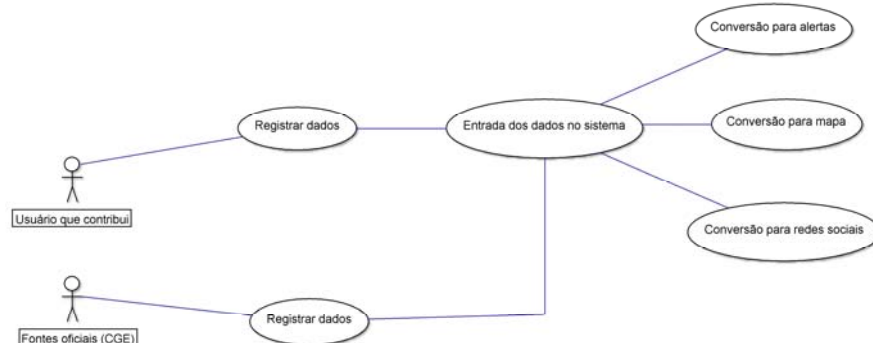 Conversão para alertas
Registrar dados
Entrada dos dados no sistema
Conversão para mapa
Usuário que contribui
Conversão para redes sociais
Registrar dados
Fontes oficiais (CGE)